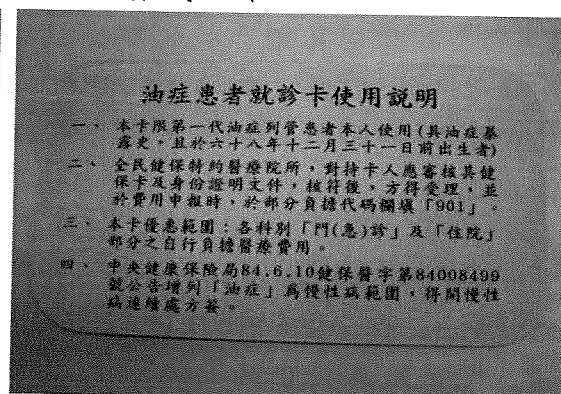 油症患者就診卡使用說明
一、本卡限第一代油症列管患者本人使用(具油症暴
露史，且於六十八年十二月三十一日前出生者)
二、全民健保特約醫療院所，對持卡人應審核其健
保卡及身份證明文件，核符後，方得受理，並
於費用申報時，於部分負擔代碼欄填「901」。
三、本卡優惠範圍：各科別「門(急)診」及「住院」
部分之自行負擔醫療費用。
四、中央健康保險局84.6.10健保醫字第84008499
號公告增列「油症」為慢性病範圍，得開慢性
病連續處方箋。